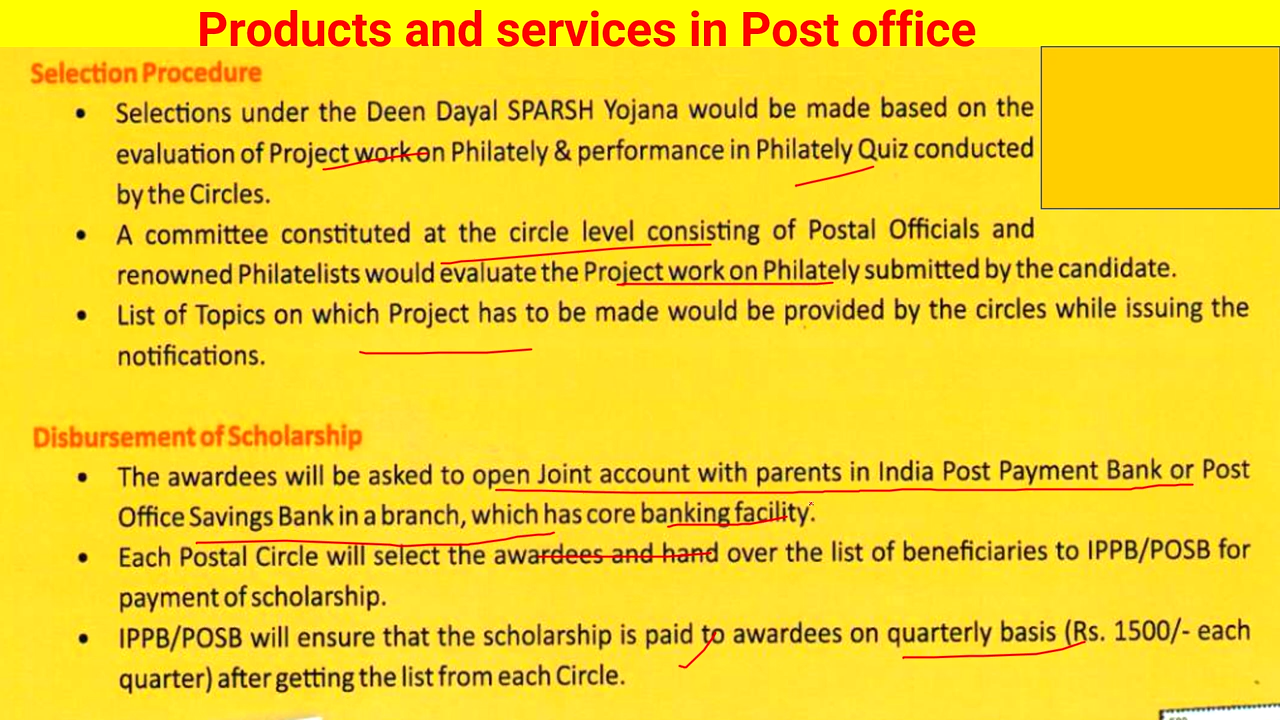 Products and services in Post office
Selection Procedure
• Selections under the Deen Dayal SPARSH Yojana would be made based on the
evaluation of Project work on Philately & performance in Philately Quiz conducted
by the Circles.
• A committee constituted at the circle level consisting of Postal Officials and
renowned Philatelists would evaluate the Project work on Philately submitted by the candidate.
• List of Topics on which Project has to be made would be provided by the circles while issuing the
notifications.
Disbursement of Scholarship
• The awardees will be asked to open Joint account with parents in India Post Payment Bank or Post
Office Savings Bank in a branch, which has core banking facility.
• Each Postal Circle will select the awardees and hand over the list of beneficiaries to IPPB/POSB for
payment of scholarship.
• IPPB/POSB will ensure that the scholarship is paid to awardees on quarterly basis (Rs. 1500/- each
quarter) after getting the list from each Circle.